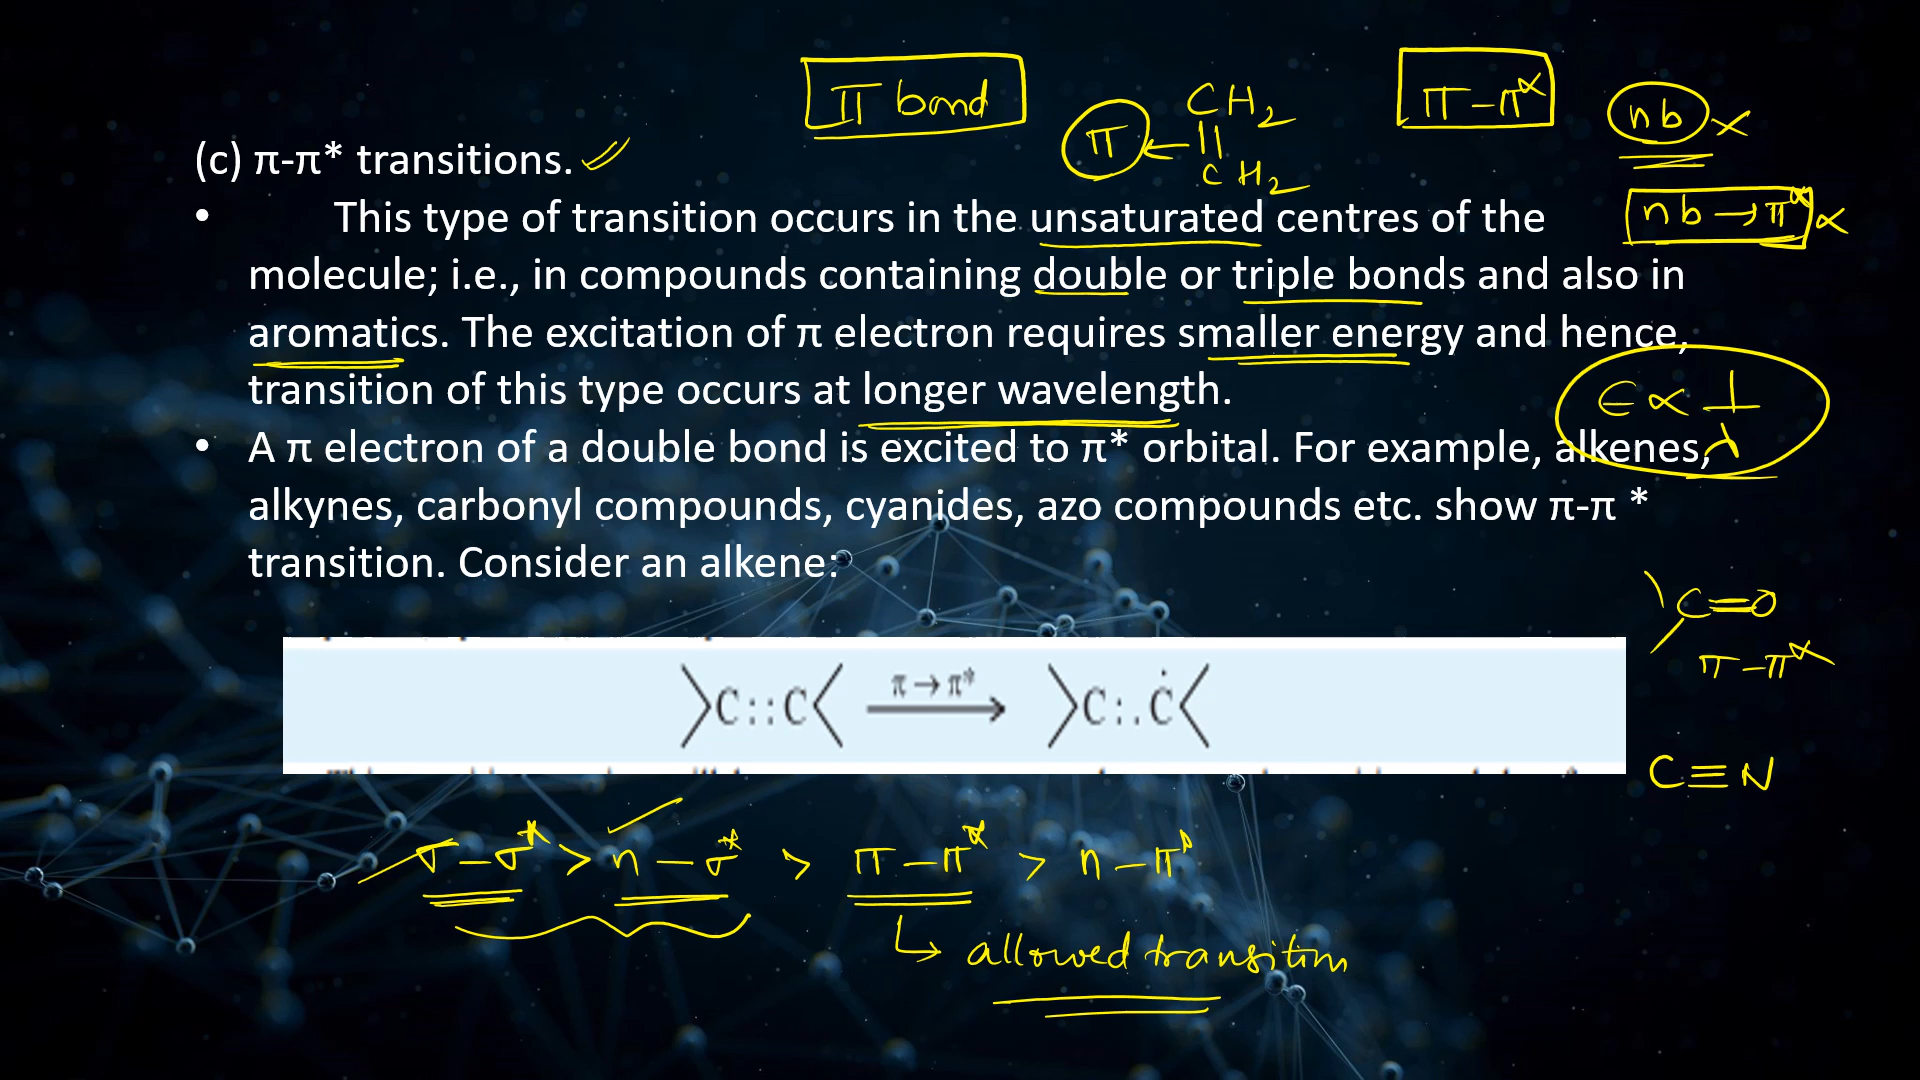 π bond
π ← CH2
||
CH2
π – π*
nb ×
nb → π* ×
(c) π-π* transitions.
• This type of transition occurs in the unsaturated centres of the
molecule; i.e., in compounds containing double or triple bonds and also in
aromatics. The excitation of π electron requires smaller energy and hence,
transition of this type occurs at longer wavelength.
E ∝ 1/λ
• A π electron of a double bond is excited to π* orbital. For example, alkenes,
alkynes, carbonyl compounds, cyanides, azo compounds etc. show π-π *
transition. Consider an alkene:
C=O
π – π*
>C::C< π → π* >C:.Ċ<
C≡N
σ – σ* > n – σ* > π – π* > n – π*
↳ allowed transition